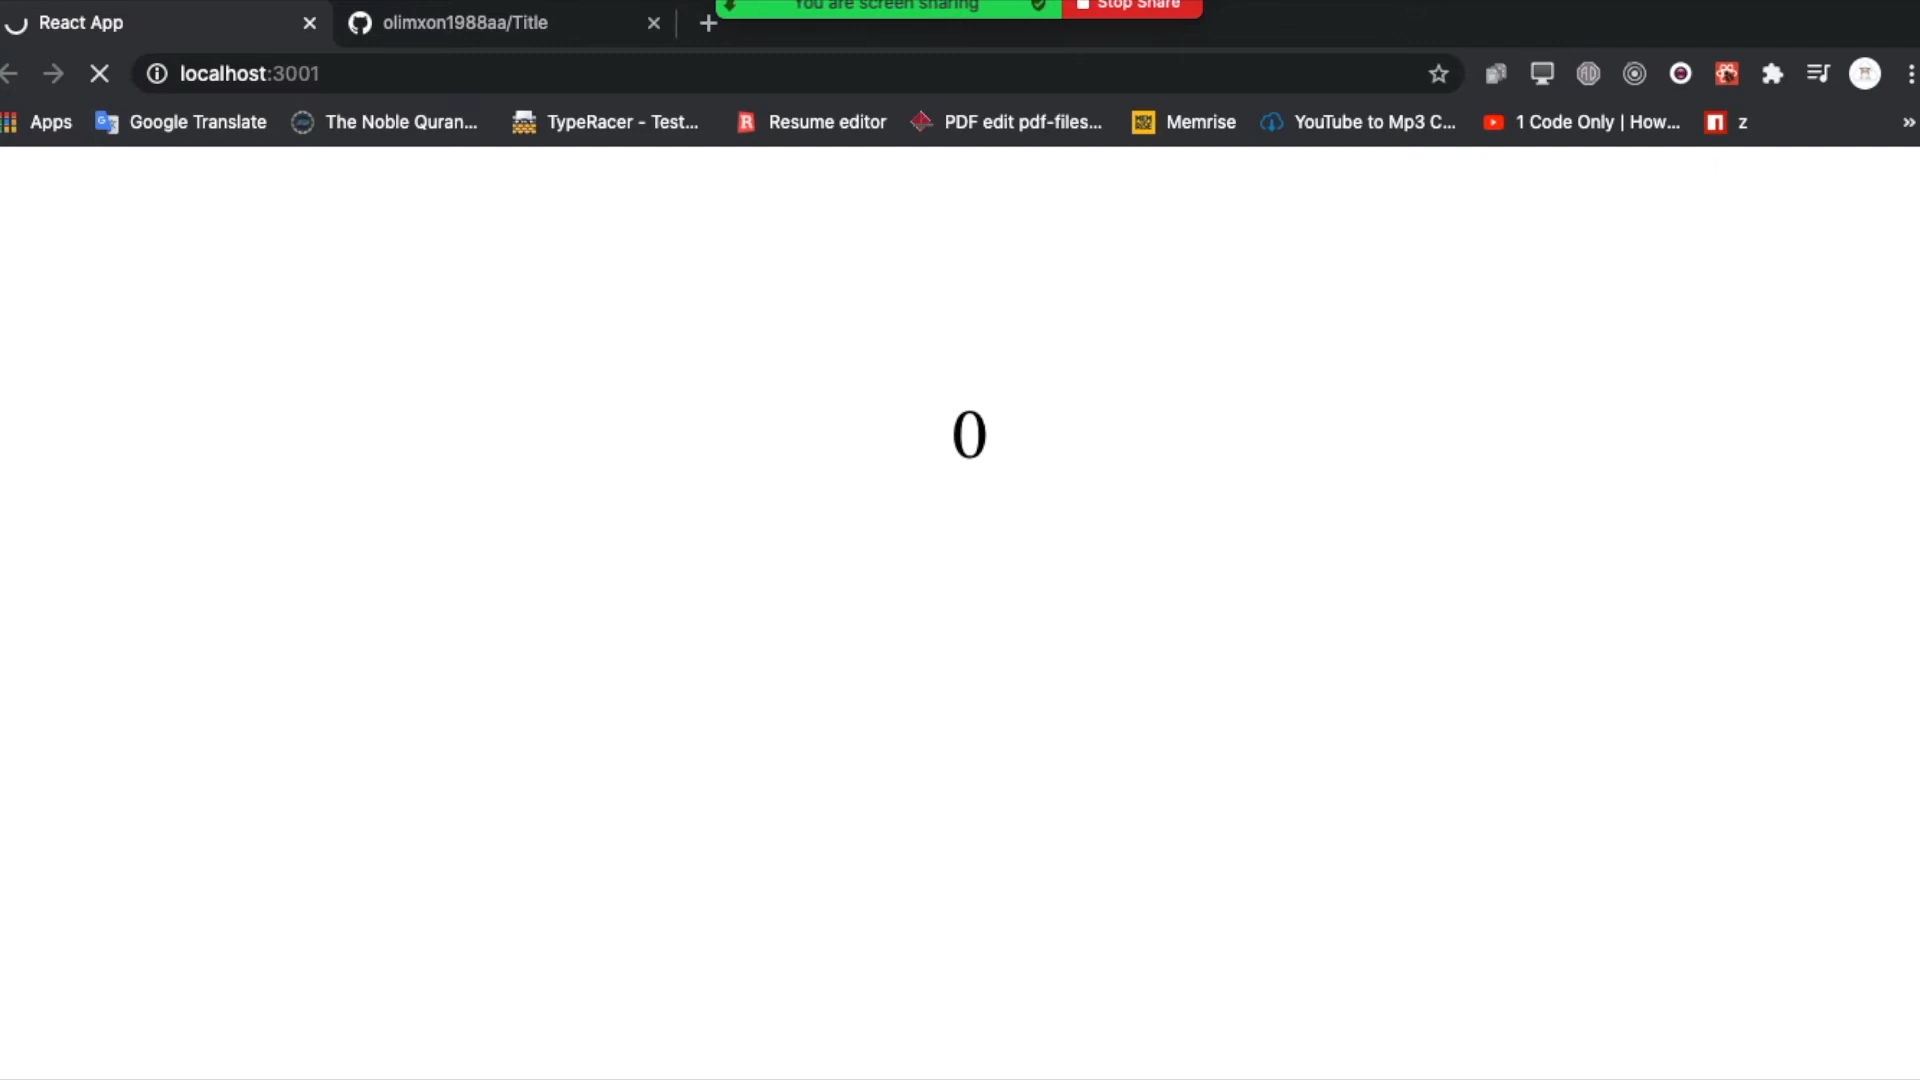 You are screen sharing Stop Share
React App olimxon1988aa/Title
localhost:3001
Apps Google Translate The Noble Quran... TypeRacer - Test... Resume editor PDF edit pdf-files... Memrise YouTube to Mp3 C... 1 Code Only | How... z
0